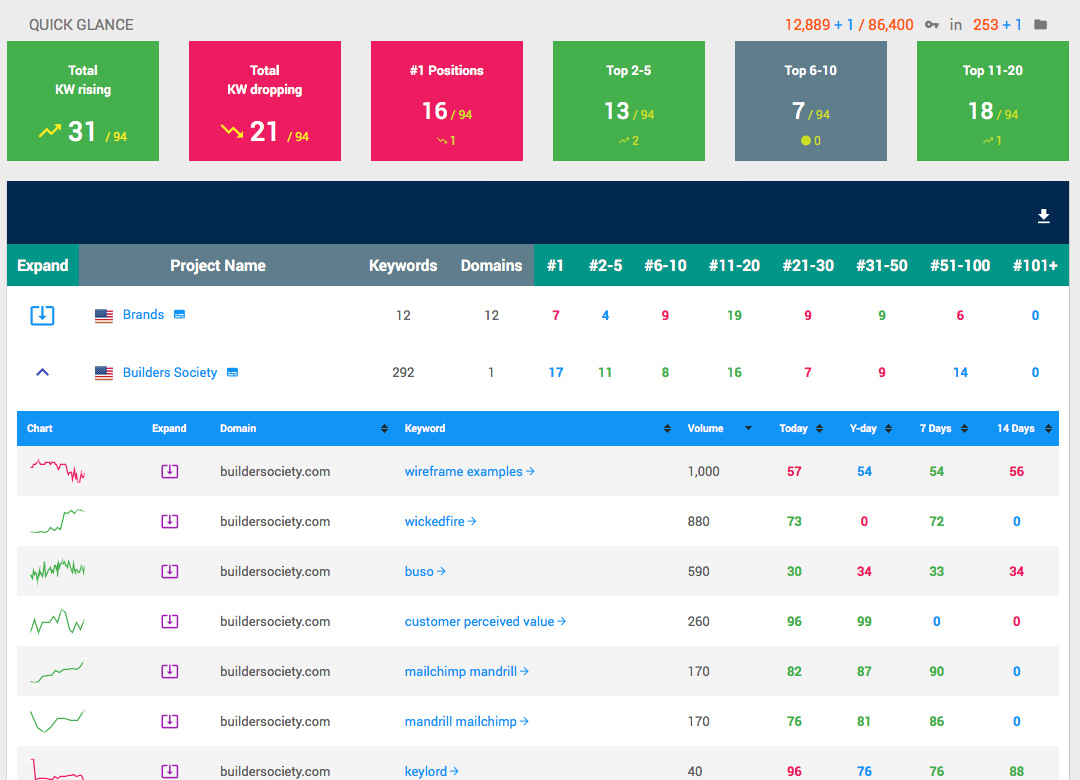 QUICK GLANCE 12,889 + 1 / 86,400 in 253 + 1
Total
KW rising
31 / 94
Total
KW dropping
21 / 94
#1 Positions
16 / 94
1
Top 2-5
13 / 94
2
Top 6-10
7 / 94
0
Top 11-20
18 / 94
1
Expand Project Name Keywords Domains #1 #2-5 #6-10 #11-20 #21-30 #31-50 #51-100 #101+
Brands 12 12 7 4 9 19 9 9 6 0
Builders Society 292 1 17 11 8 16 7 9 14 0
Chart Expand Domain Keyword Volume Today Y-day 7 Days 14 Days
buildersociety.com wireframe examples 1,000 57 54 54 56
buildersociety.com wickedfire 880 73 0 72 0
buildersociety.com buso 590 30 34 33 34
buildersociety.com customer perceived value 260 96 99 0 0
buildersociety.com mailchimp mandrill 170 82 87 90 0
buildersociety.com mandrill mailchimp 170 76 81 86 0
buildersociety.com keylord 40 96 76 76 88